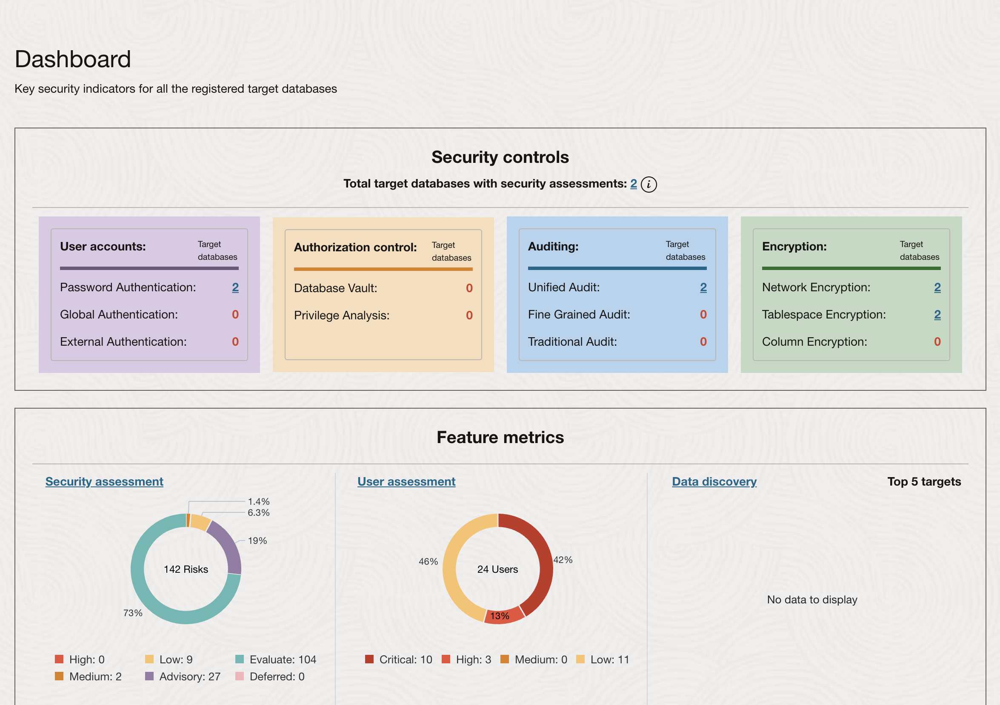 Dashboard
Key security indicators for all the registered target databases
Security controls
Total target databases with security assessments: 2 i
User accounts:
Target
databases
Password Authentication: 2
Global Authentication: 0
External Authentication: 0
Authorization control:
Target
databases
Database Vault: 0
Privilege Analysis: 0
Auditing:
Target
databases
Unified Audit: 2
Fine Grained Audit: 0
Traditional Audit: 0
Encryption:
Target
databases
Network Encryption: 2
Tablespace Encryption: 2
Column Encryption: 0
Feature metrics
Security assessment
1.4%
6.3%
19%
142 Risks
73%
High: 0 Low: 9 Evaluate: 104
Medium: 2 Advisory: 27 Deferred: 0
User assessment
46% 42%
24 Users
13%
Critical: 10 High: 3 Medium: 0 Low: 11
Data discovery Top 5 targets
No data to display